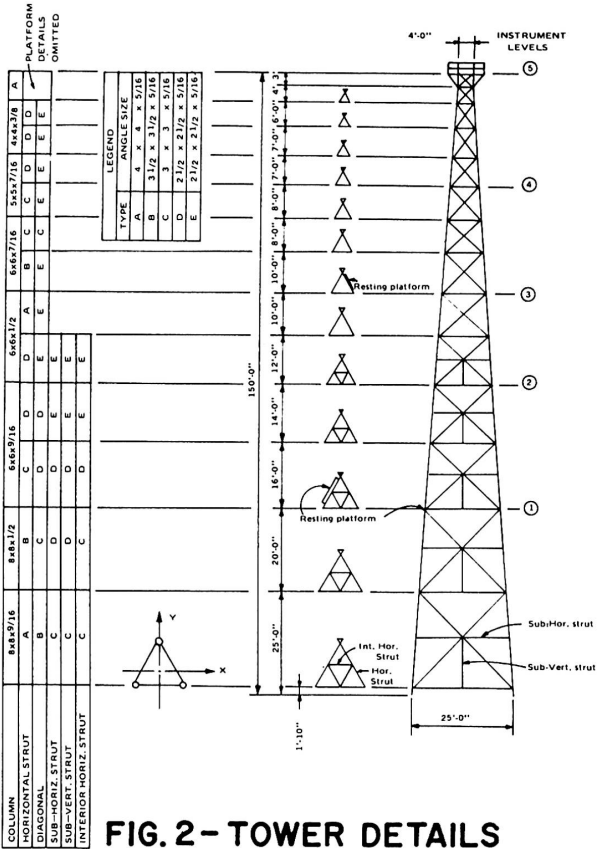 COLUMN 8x8x9/16 8x8x1/2 6x6x9/16 6x6x1/2 6x6x7/16 5x5x7/16 4x4x3/8 A
HORIZONTAL STRUT A B C D A B C D D D
DIAGONAL B C D D E E E C E E E E
SUB-HORIZ. STRUT C D D E E
SUB-VERT. STRUT C D D E E
INTERIOR HORIZ. STRUT C D E E
PLATFORM
DETAILS
OMITTED
LEGEND
TYPE ANGLE SIZE
A 4 x 4 x 5/16
B 3 1/2 x 3 1/2 x 5/16
C 3 x 3 x 5/16
D 2 1/2 x 2 1/2 x 5/16
E 2 1/2 x 2 1/2 x 5/16
4'-0"
INSTRUMENT
LEVELS
5
3'
4'
6'-0"
7'-0"
7'-0"
4
8'-0"
8'-0"
10'-0"
Resting platform
3
10'-0"
12'-0"
2
150'-0"
14'-0"
16'-0"
Resting platform
1
20'-0"
25'-0"
Y
X
Int. Hor.
Strut
Hor.
Strut
Sub.Hor. strut
Sub-Vert. strut
1'-10"
25'-0"
FIG. 2 - TOWER DETAILS